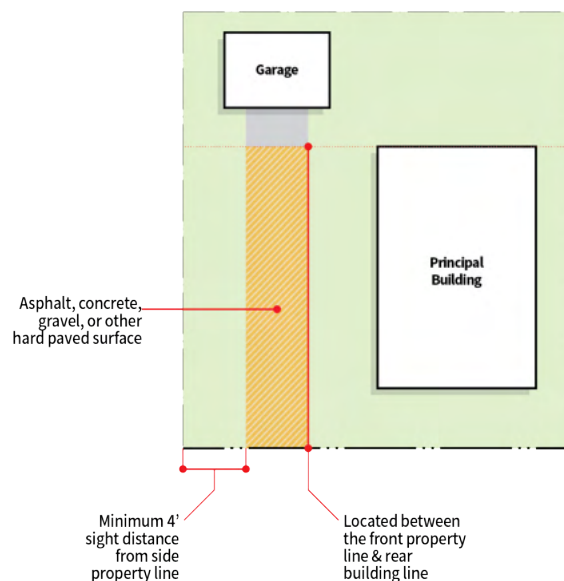 Garage
Principal
Building
Asphalt, concrete,
gravel, or other
hard paved surface
Minimum 4'
sight distance
from side
property line
Located between
the front property
line & rear
building line